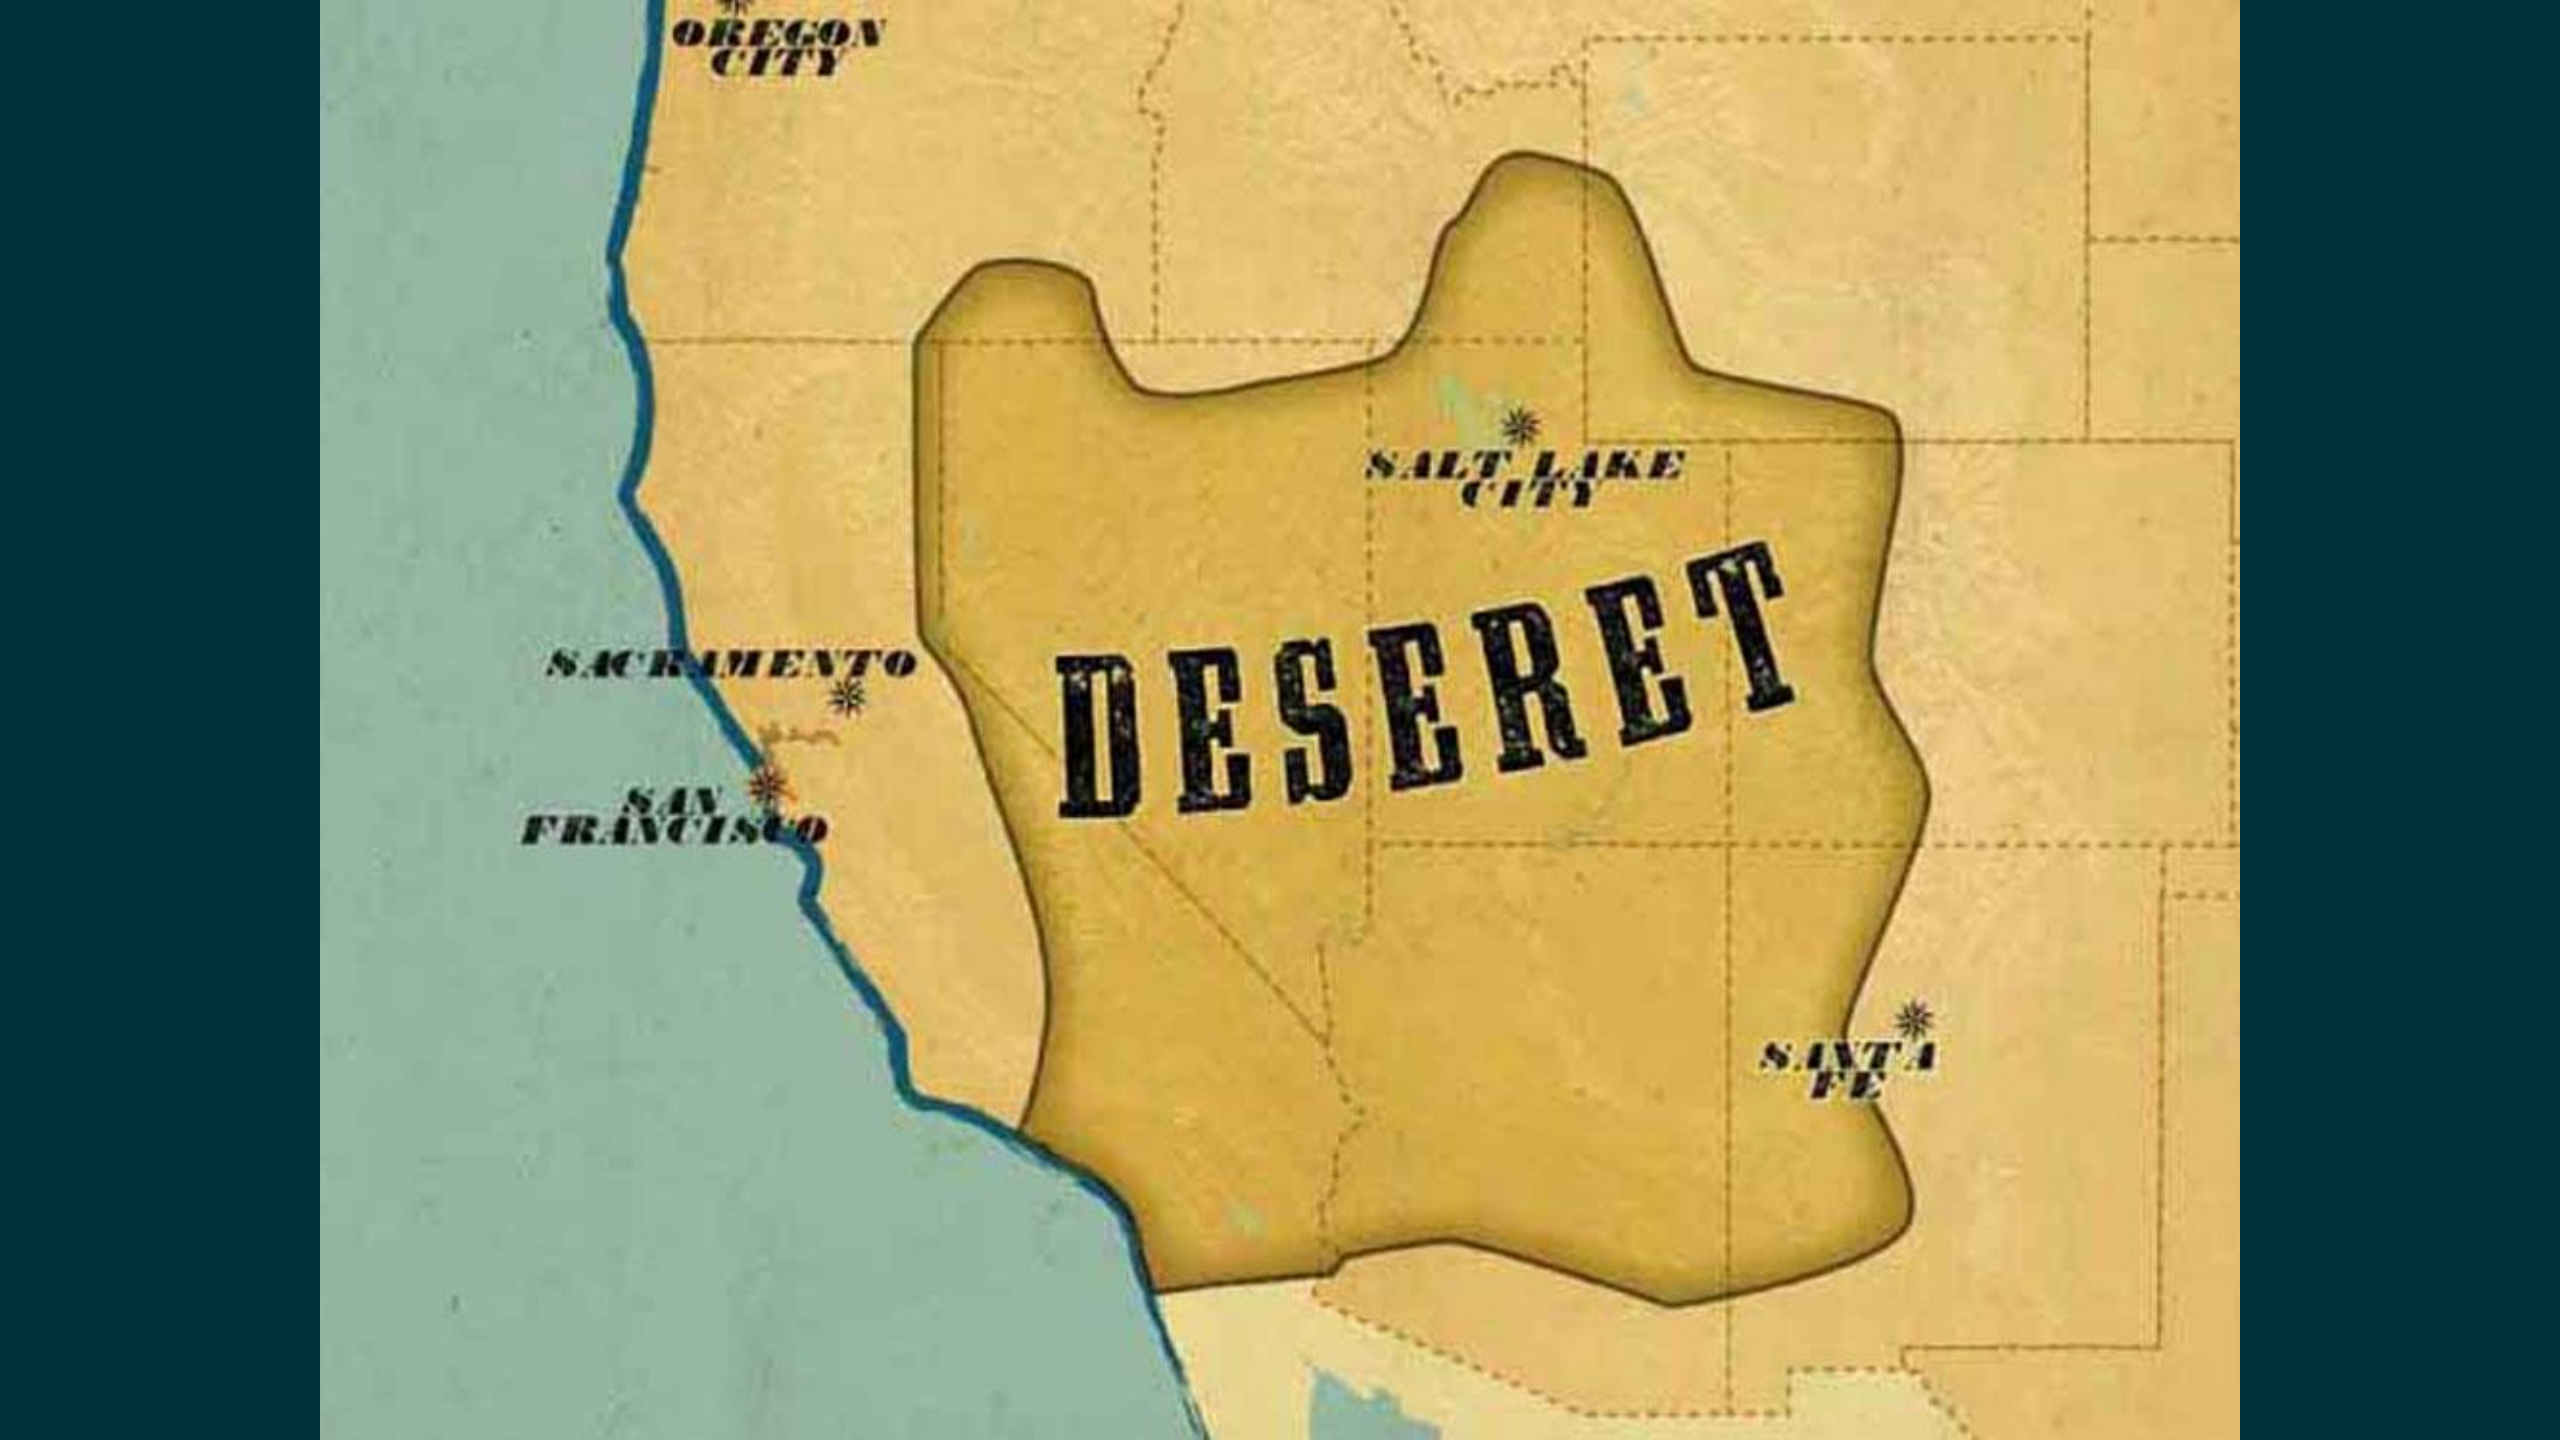 OREGON
CITY
SALT LAKE
CITY
DESERET
SACRAMENTO
SAN
FRANCISCO
SANTA
FE